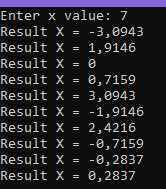 Enter x value: 7
Result X = -3,0943
Result X = 1,9146
Result X = 0
Result X = 0,7159
Result X = 3,0943
Result X = -1,9146
Result X = 2,4216
Result X = -0,7159
Result X = -0,2837
Result X = 0,2837